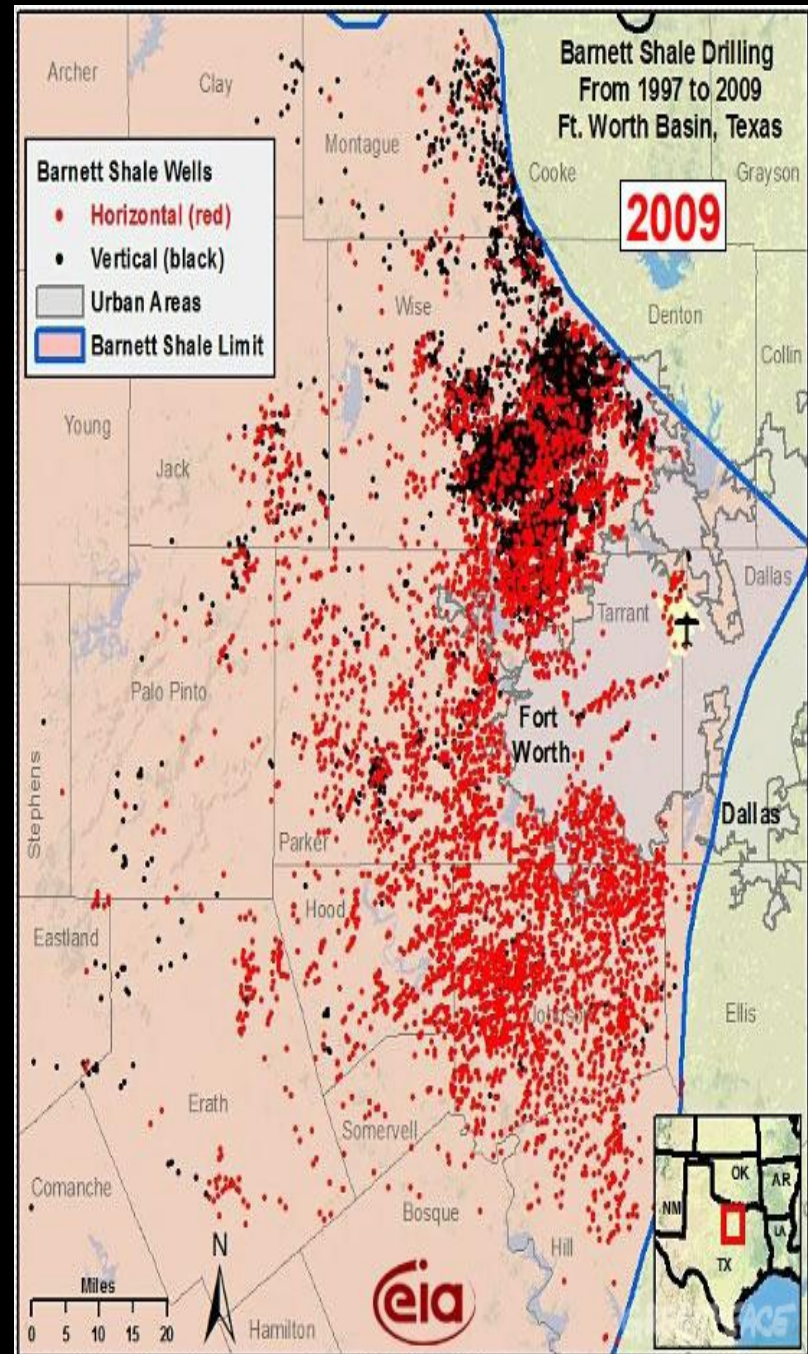 Barnett Shale Drilling
From 1997 to 2009
Ft. Worth Basin, Texas
2009
Barnett Shale Wells
Horizontal (red)
Vertical (black)
Urban Areas
Barnett Shale Limit
Archer
Clay
Montague
Cooke
Grayson
Wise
Denton
Collin
Young
Jack
Tarrant
Dallas
Palo Pinto
Fort
Worth
Stephens
Parker
Dallas
Hood
Eastland
Johnson
Ellis
Erath
Somervell
Comanche
Bosque
Hill
Hamilton
N
Miles
0 5 10 15 20
eia
OK
AR
NM
LA
TX
GREENPEACE